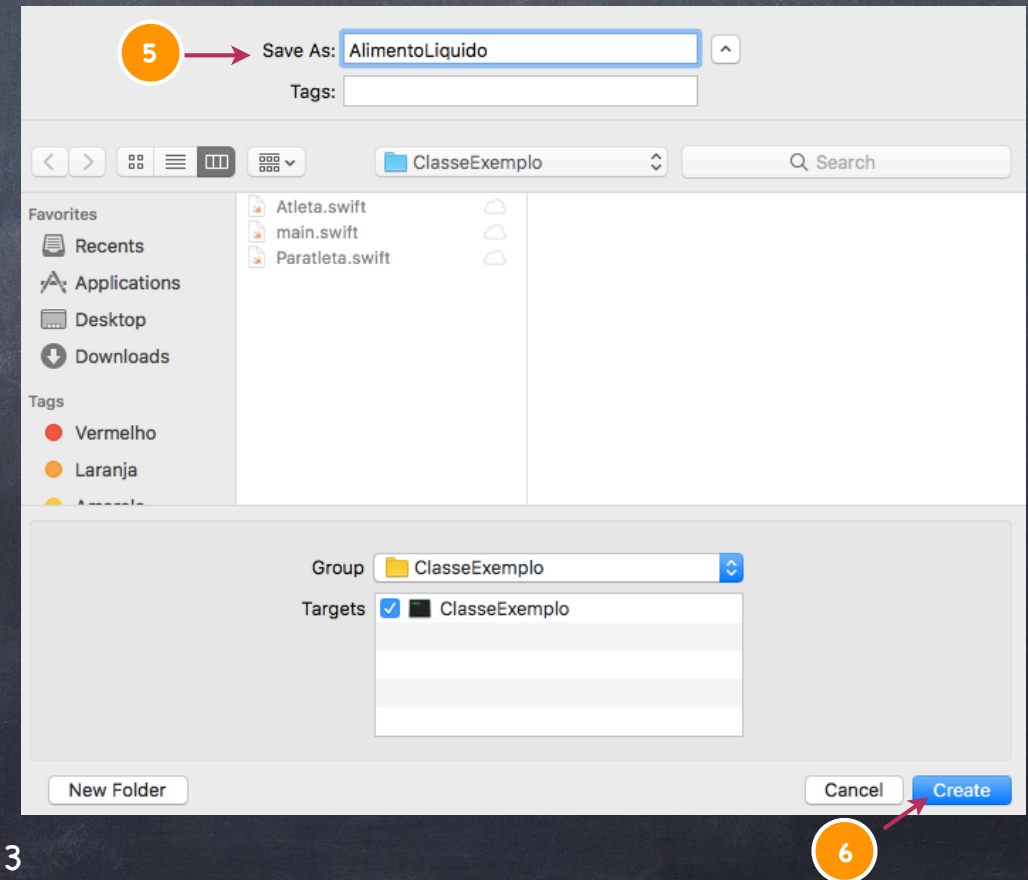 5
Save As: AlimentoLiquido
Tags:
ClasseExemplo
Search
Favorites
Recents
Applications
Desktop
Downloads
Tags
Vermelho
Laranja
Atleta.swift
main.swift
Paratleta.swift
Group ClasseExemplo
Targets ClasseExemplo
New Folder
Cancel
Create
6
3